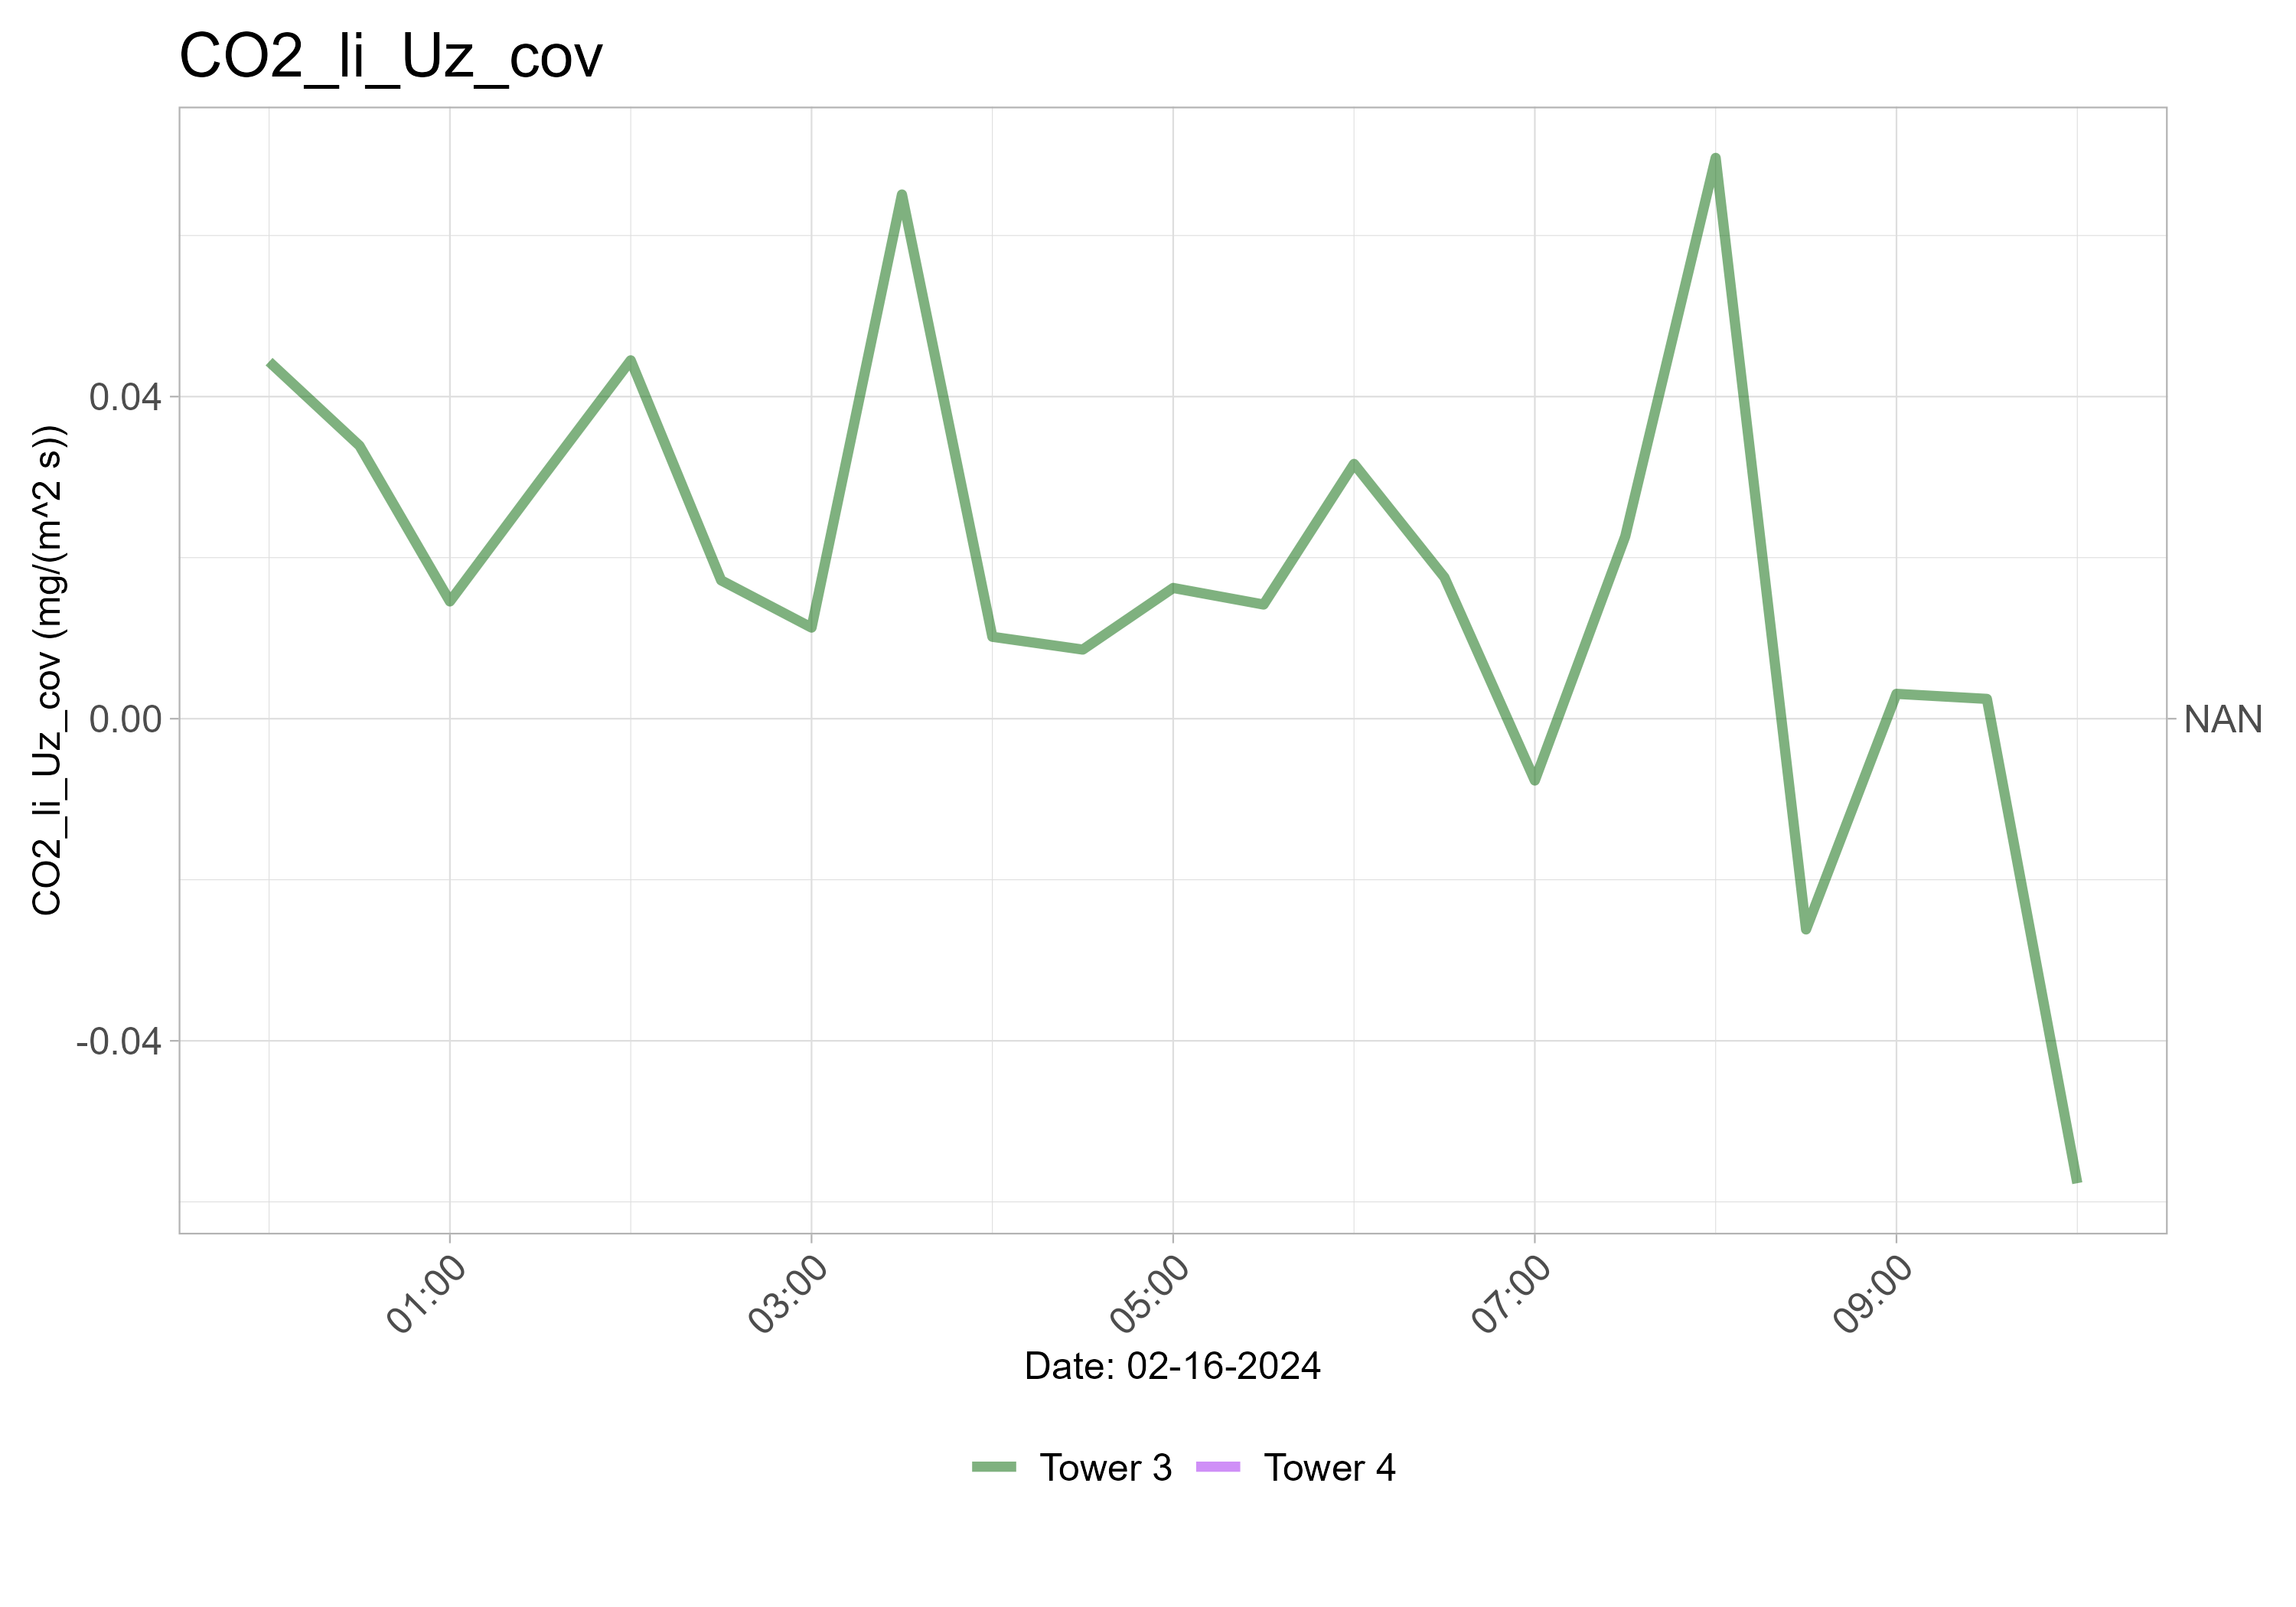 CO2_li_Uz_cov
CO2_li_Uz_cov (mg/(m^2 s))
0.04
0.00
-0.04
NAN
01:00
03:00
05:00
07:00
09:00
Date: 02-16-2024
Tower 3
Tower 4